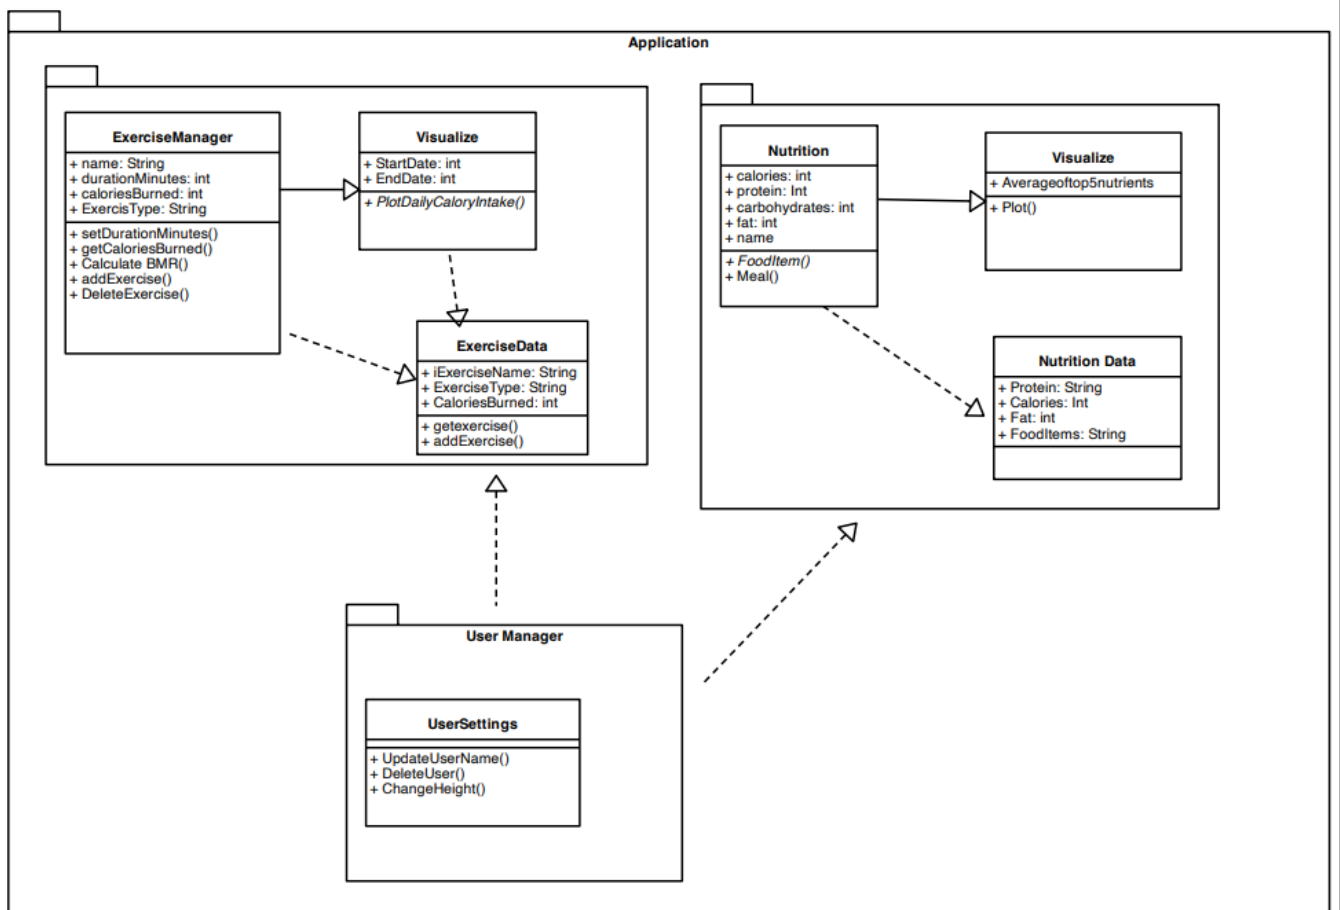 Application
ExerciseManager
+ name: String
+ durationMinutes: int
+ caloriesBurned: int
+ ExercisType: String
+ setDurationMinutes()
+ getCaloriesBurned()
+ Calculate BMR()
+ addExercise()
+ DeleteExercise()
Visualize
+ StartDate: int
+ EndDate: int
+ PlotDailyCaloryIntake()
ExerciseData
+ iExerciseName: String
+ ExerciseType: String
+ CaloriesBurned: int
+ getexercise()
+ addExercise()
Nutrition
+ calories: int
+ protein: Int
+ carbohydrates: int
+ fat: int
+ name
+ FoodItem()
+ Meal()
Visualize
+ Averageoftop5nutrients
+ Plot()
Nutrition Data
+ Protein: String
+ Calories: Int
+ Fat: int
+ FoodItems: String
User Manager
UserSettings
+ UpdateUserName()
+ DeleteUser()
+ ChangeHeight()